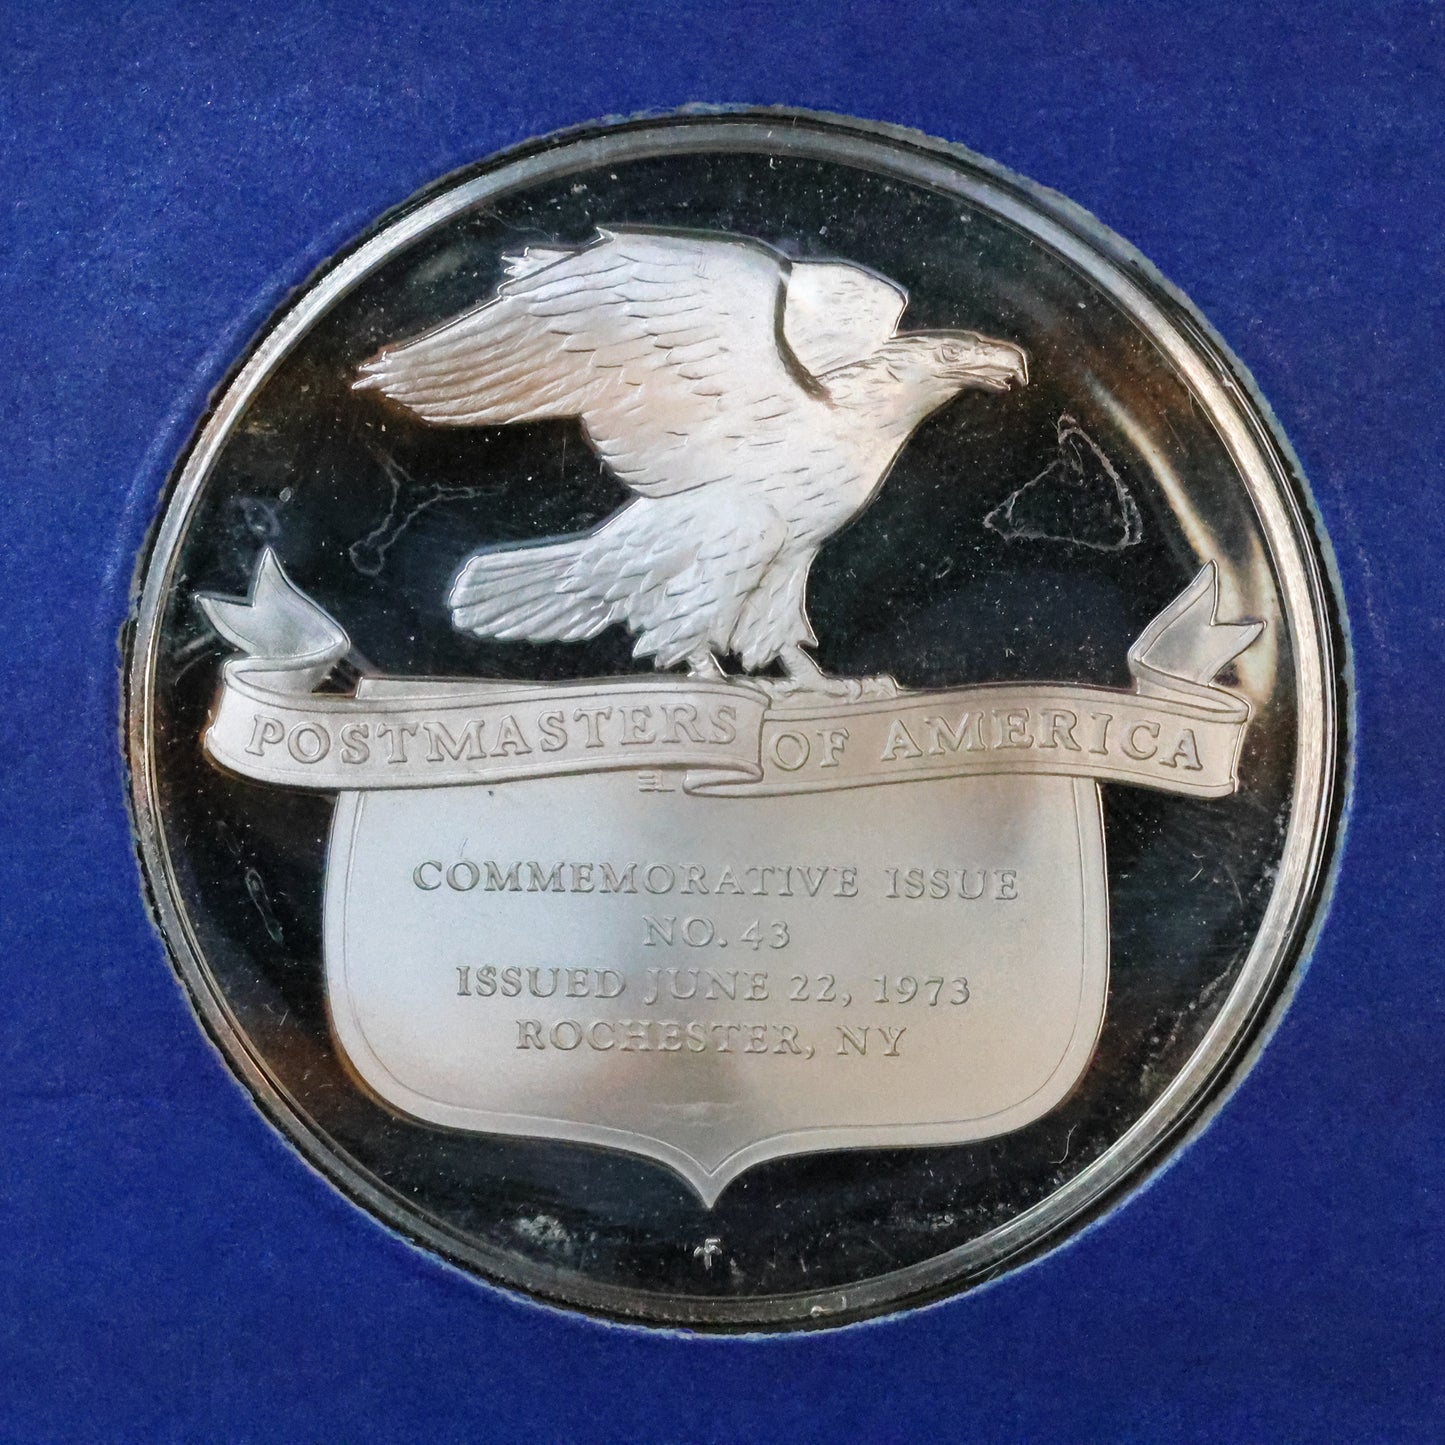 POSTMASTERS OF AMERICA
COMMEMORATIVE ISSUE
NO. 43
ISSUED JUNE 22, 1973
ROCHESTER, NY